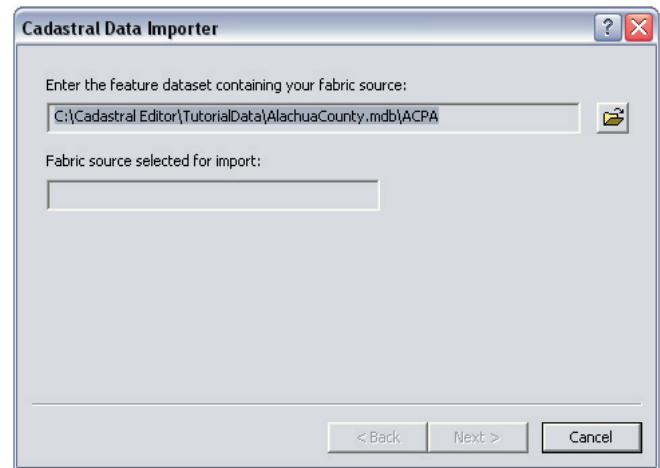 Cadastral Data Importer
Enter the feature dataset containing your fabric source:
C:\Cadastral Editor\TutorialData\AlachuaCounty.mdb\ACPA
Fabric source selected for import:
< Back Next > Cancel